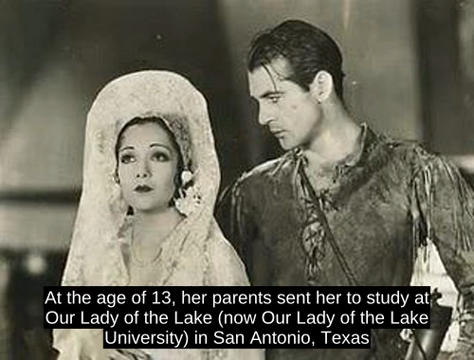 At the age of 13, her parents sent her to study at
Our Lady of the Lake (now Our Lady of the Lake
University) in San Antonio, Texas